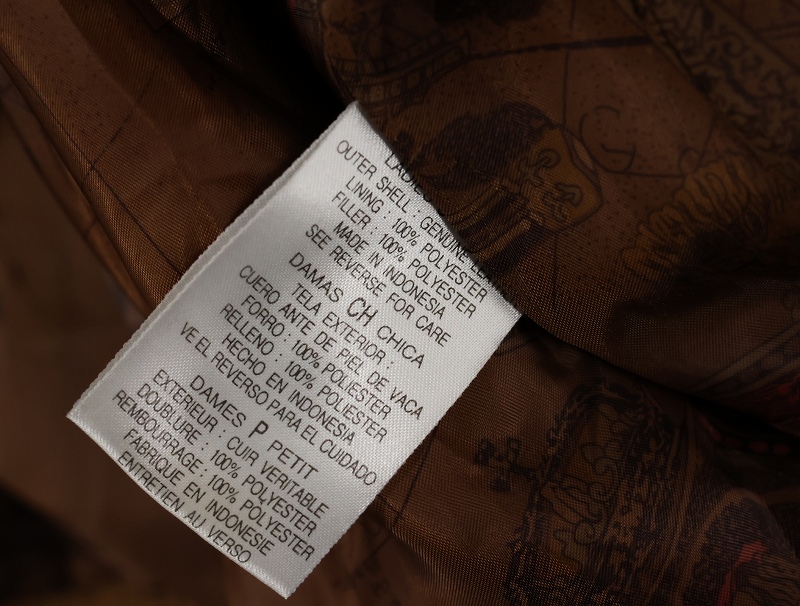 LADIES
OUTER SHELL : GENUINE
LINING : 100% POLYESTER
FILLER : 100% POLYESTER
MADE IN INDONESIA
SEE REVERSE FOR CARE
DAMAS CH CHICA
TELA EXTERIOR :
CUERO ANTE DE PIEL DE VACA
FORRO : 100% POLIESTER
RELLENO : 100% POLIESTER
HECHO EN INDONESIA
VE EL REVERSO PARA EL CUIDADO
DAMES P PETIT
EXTERIEUR : CUIR VERITABLE
DOUBLURE : 100% POLYESTER
REMBOURRAGE : 100% POLYESTER
FABRIQUE EN INDONESIE
ENTRETIEN AU VERSO